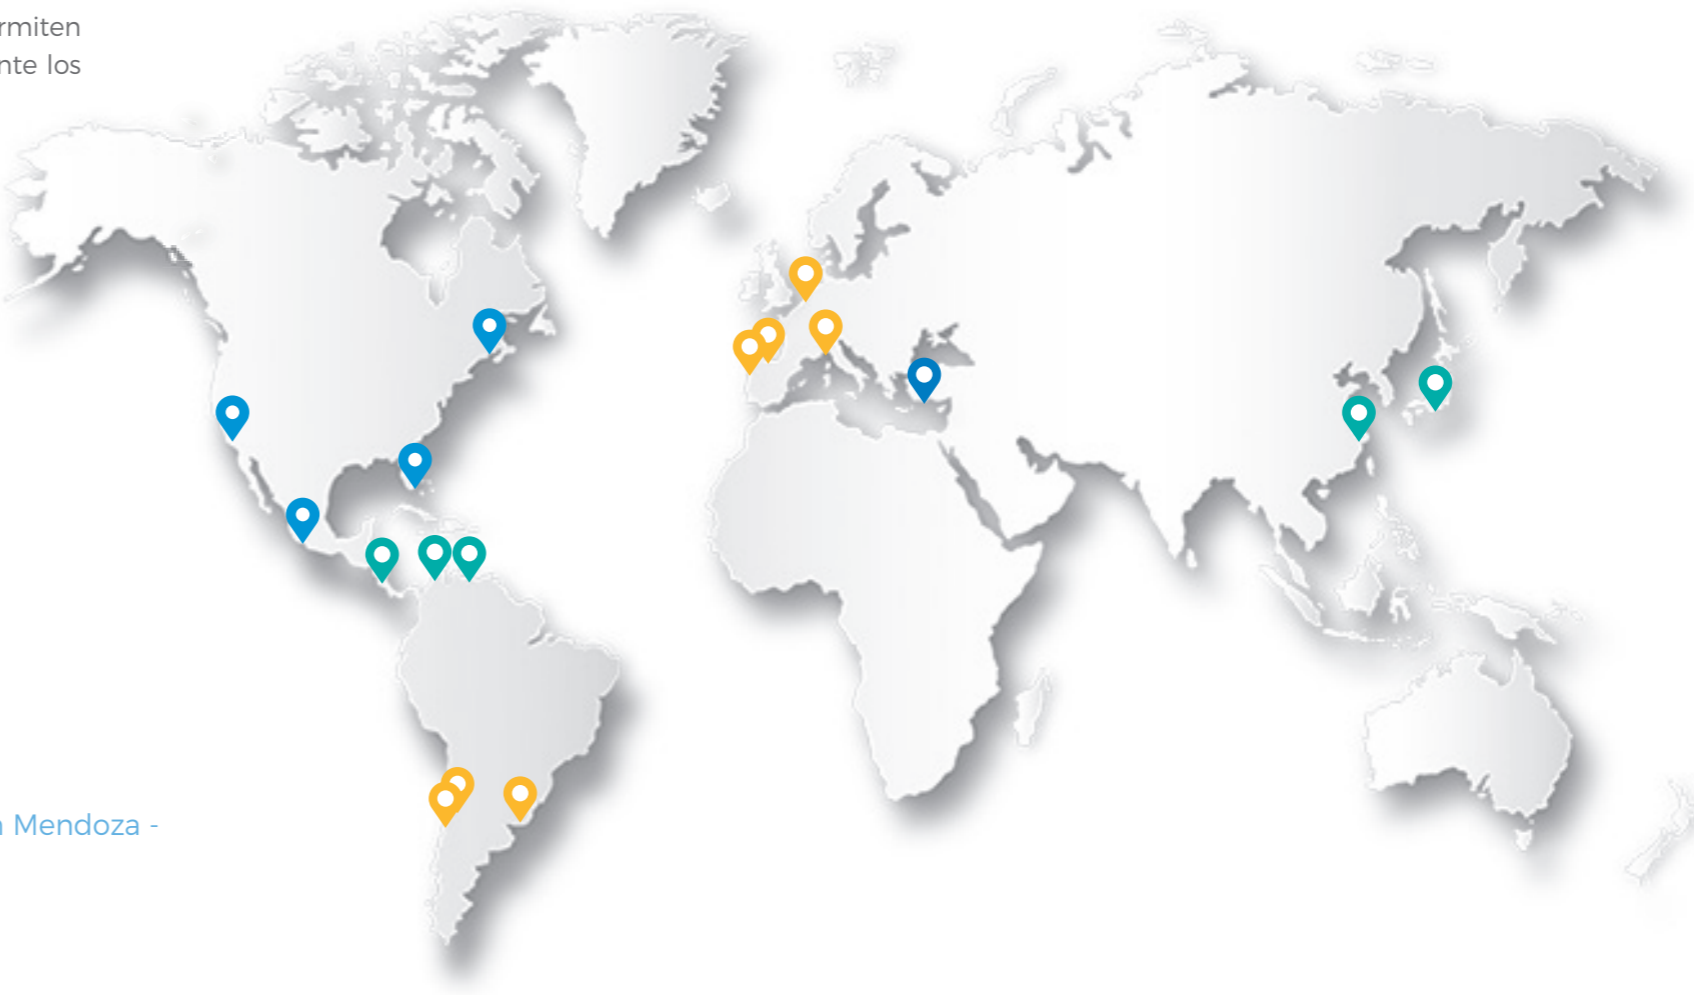 rmiten
nte los
Mendoza -